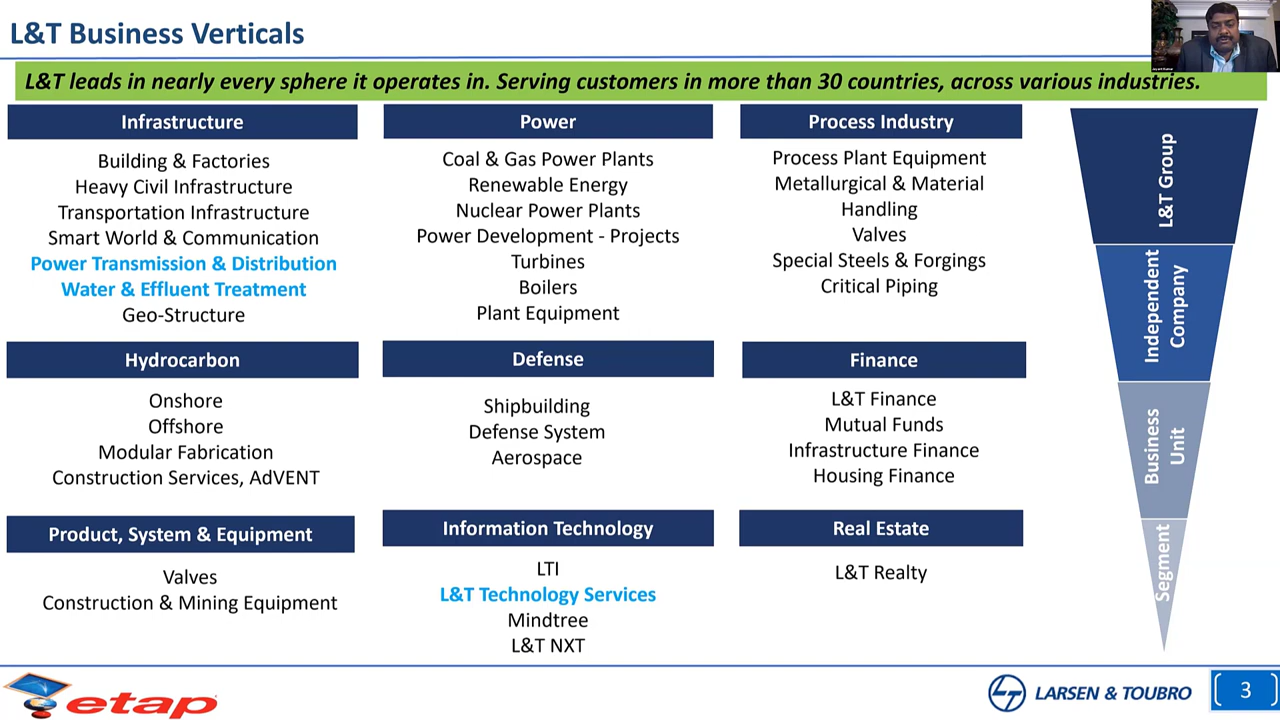 L&T Business Verticals
L&T leads in nearly every sphere it operates in. Serving customers in more than 30 countries, across various industries.
Infrastructure
Building & Factories
Heavy Civil Infrastructure
Transportation Infrastructure
Smart World & Communication
Power Transmission & Distribution
Water & Effluent Treatment
Geo-Structure
Power
Coal & Gas Power Plants
Renewable Energy
Nuclear Power Plants
Power Development - Projects
Turbines
Boilers
Plant Equipment
Process Industry
Process Plant Equipment
Metallurgical & Material
Handling
Valves
Special Steels & Forgings
Critical Piping
Hydrocarbon
Onshore
Offshore
Modular Fabrication
Construction Services, AdVENT
Defense
Shipbuilding
Defense System
Aerospace
Finance
L&T Finance
Mutual Funds
Infrastructure Finance
Housing Finance
Product, System & Equipment
Valves
Construction & Mining Equipment
Information Technology
LTI
L&T Technology Services
Mindtree
L&T NXT
Real Estate
L&T Realty
L&T Group
Independent
Company
Business
Unit
Segment
etap
LT
LARSEN & TOUBRO
3